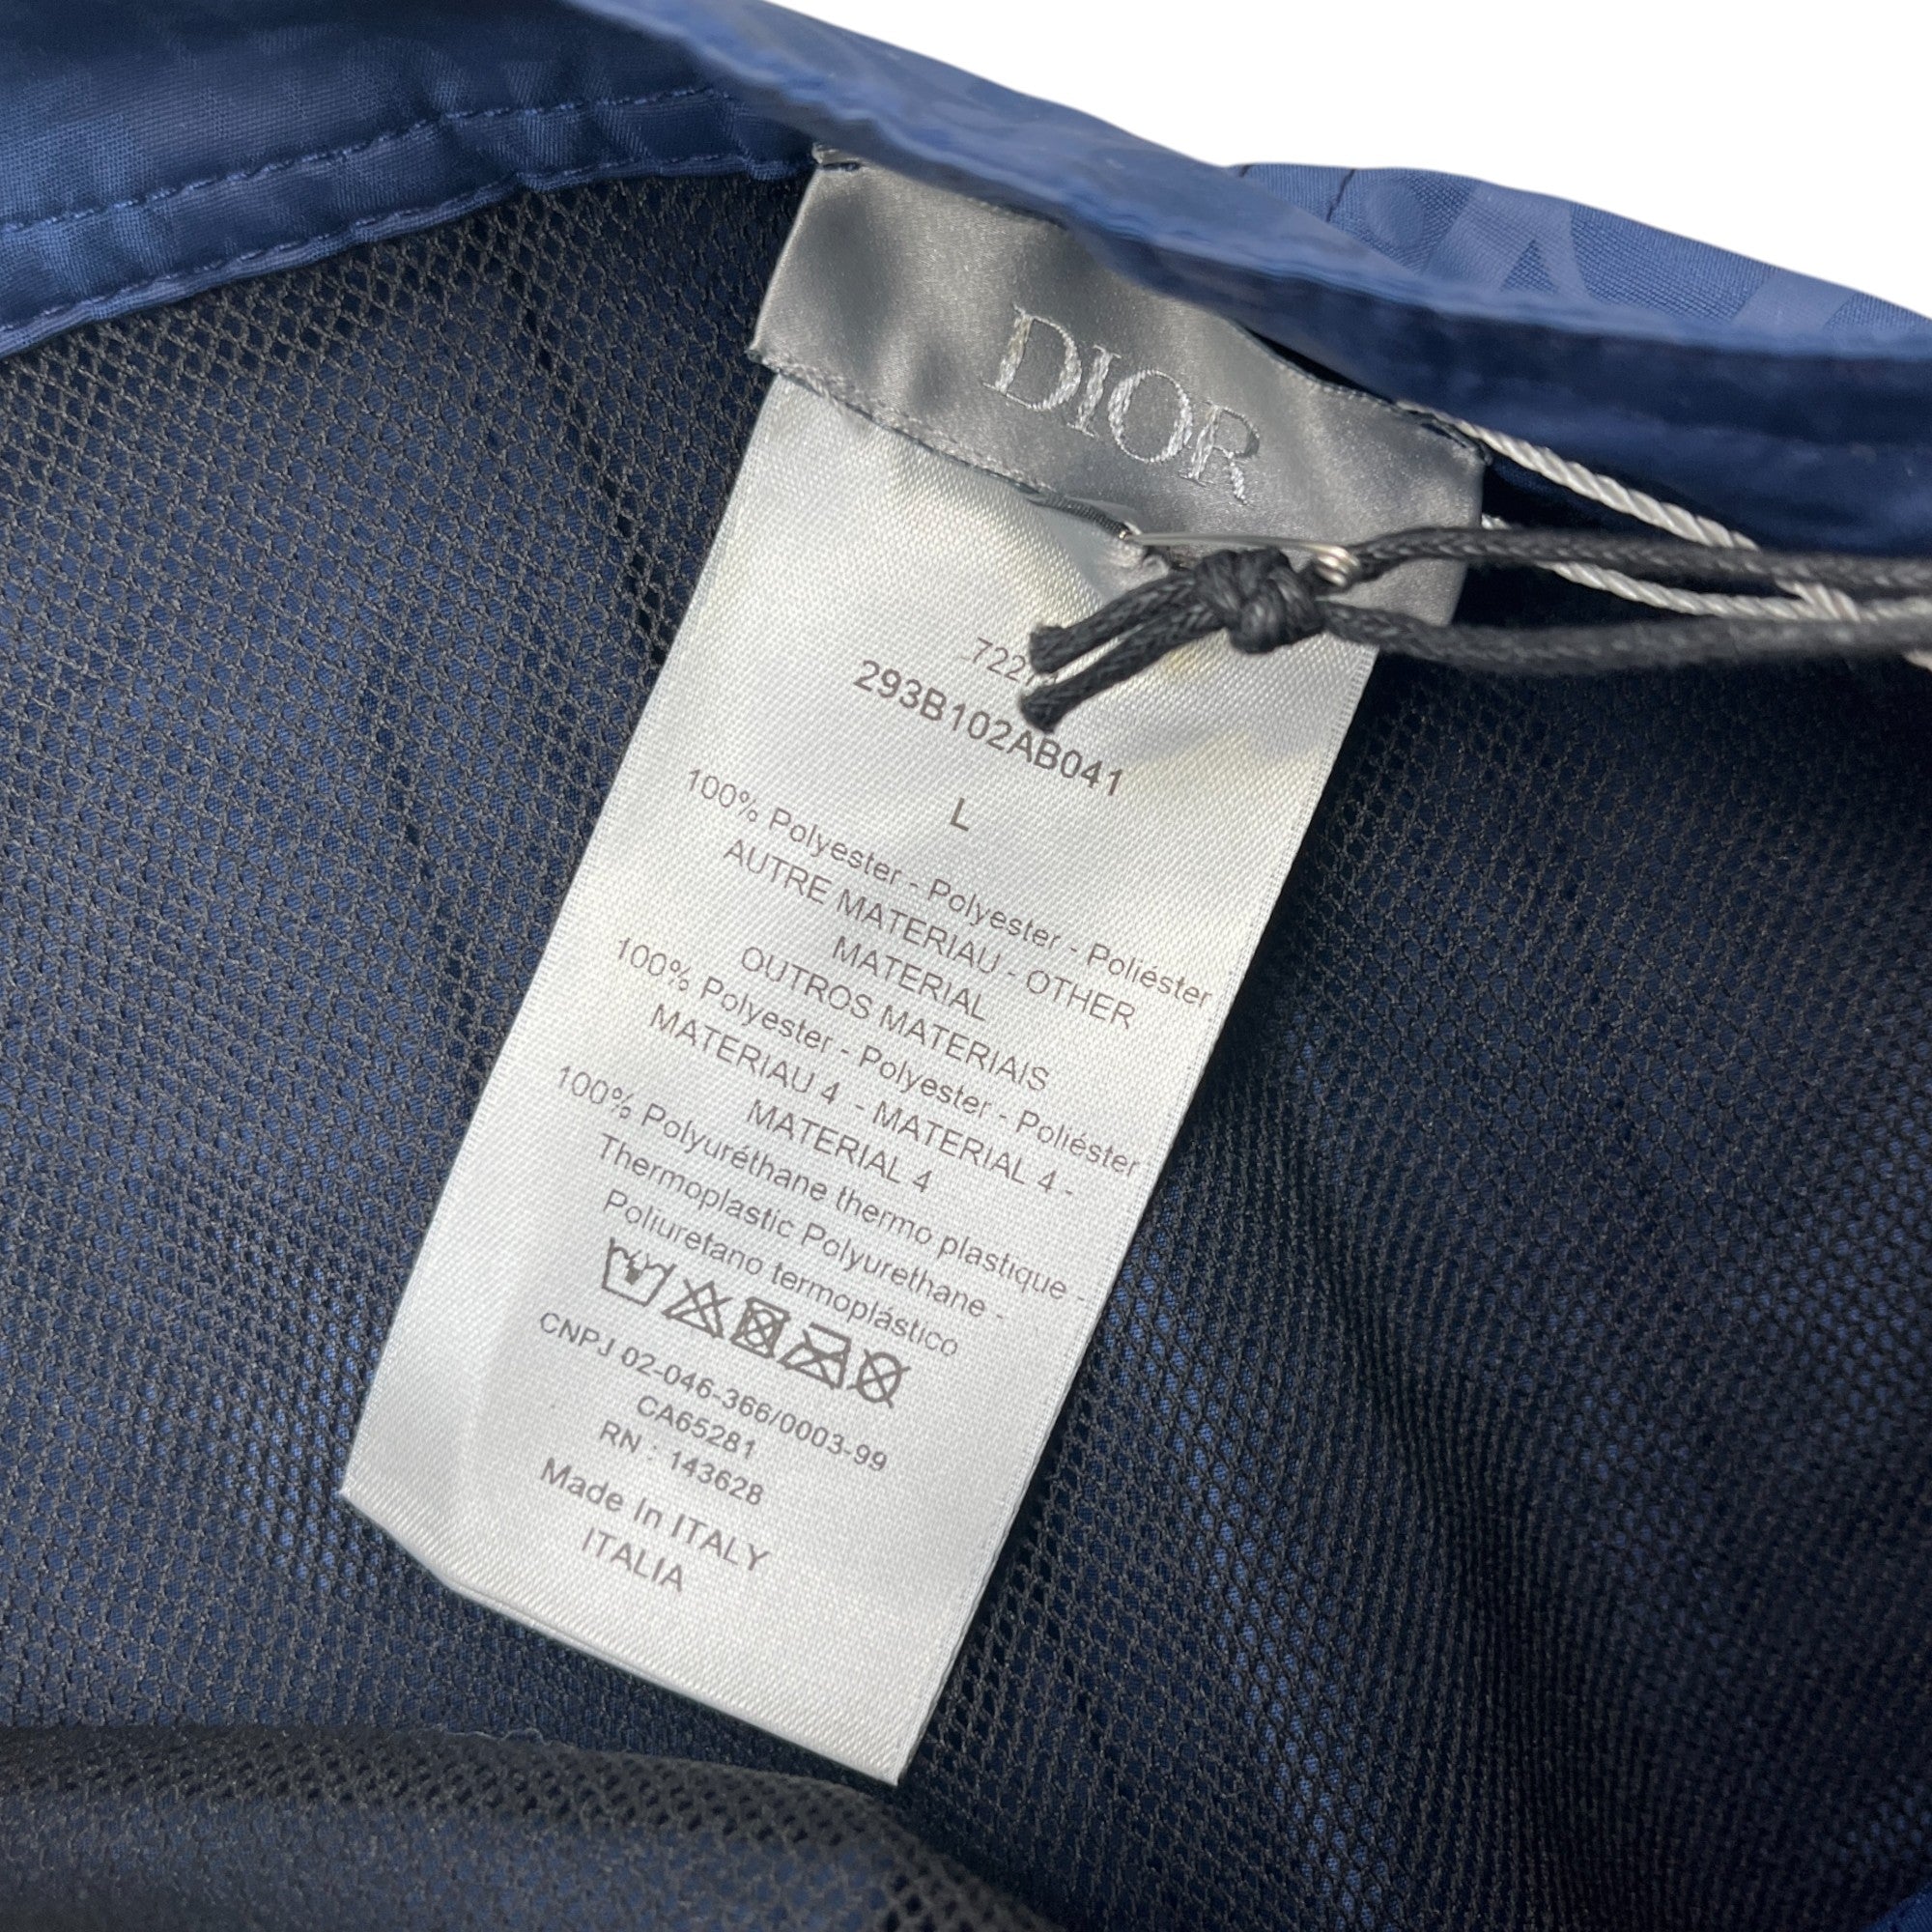 DIOR
293B102AB041
L
100% Polyester - Polyester - Poliéster
AUTRE MATERIAU - OTHER
MATERIAL
OUTROS MATERIAIS
100% Polyester - Polyester - Poliéster
MATERIAU 4 - MATERIAL 4 -
MATERIAL 4
100% Polyuréthane thermo plastique -
Thermoplastic Polyurethane -
Poliuretano termoplástico
CNPJ 02-046-366/0003-99
CA65281
RN : 143628
Made In ITALY
ITALIA